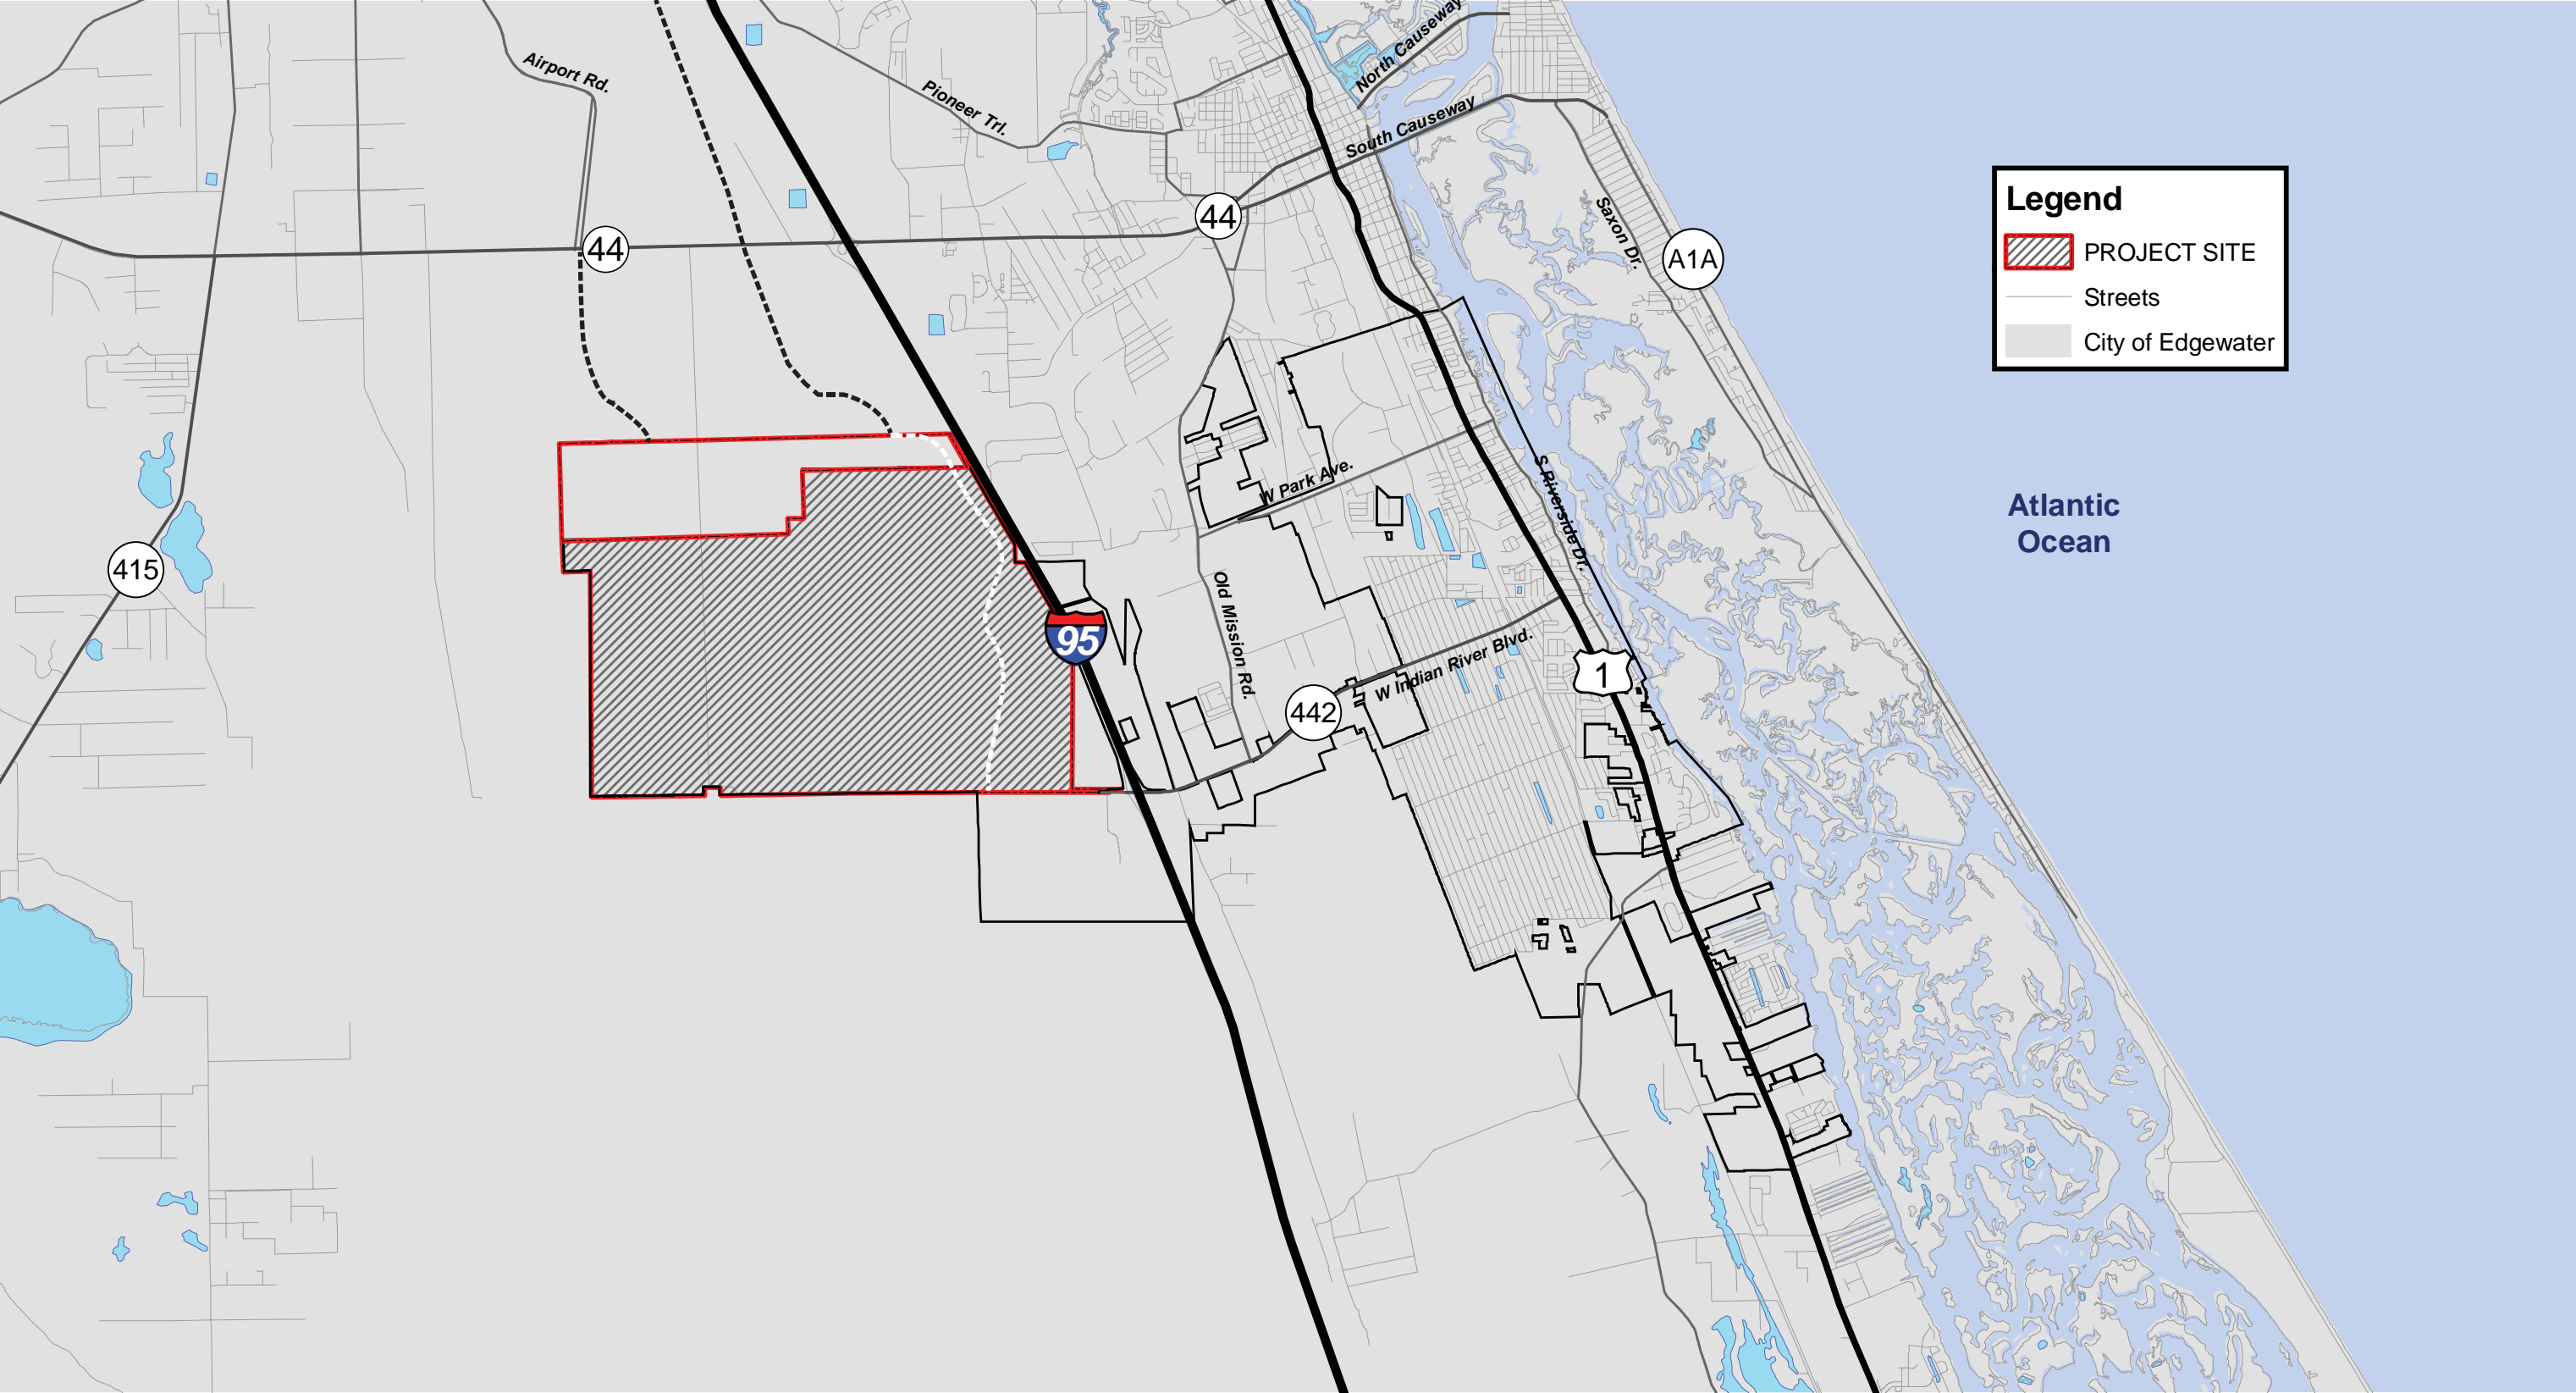 North Causeway
Airport Rd.
Pioneer Trl.
South Causeway
44
44
Saxon Dr.
A1A
Legend
PROJECT SITE
Streets
City of Edgewater
W Park Ave.
S Riverside Dr.
Atlantic
Ocean
415
Old Mission Rd.
95
W Indian River Blvd.
1
442